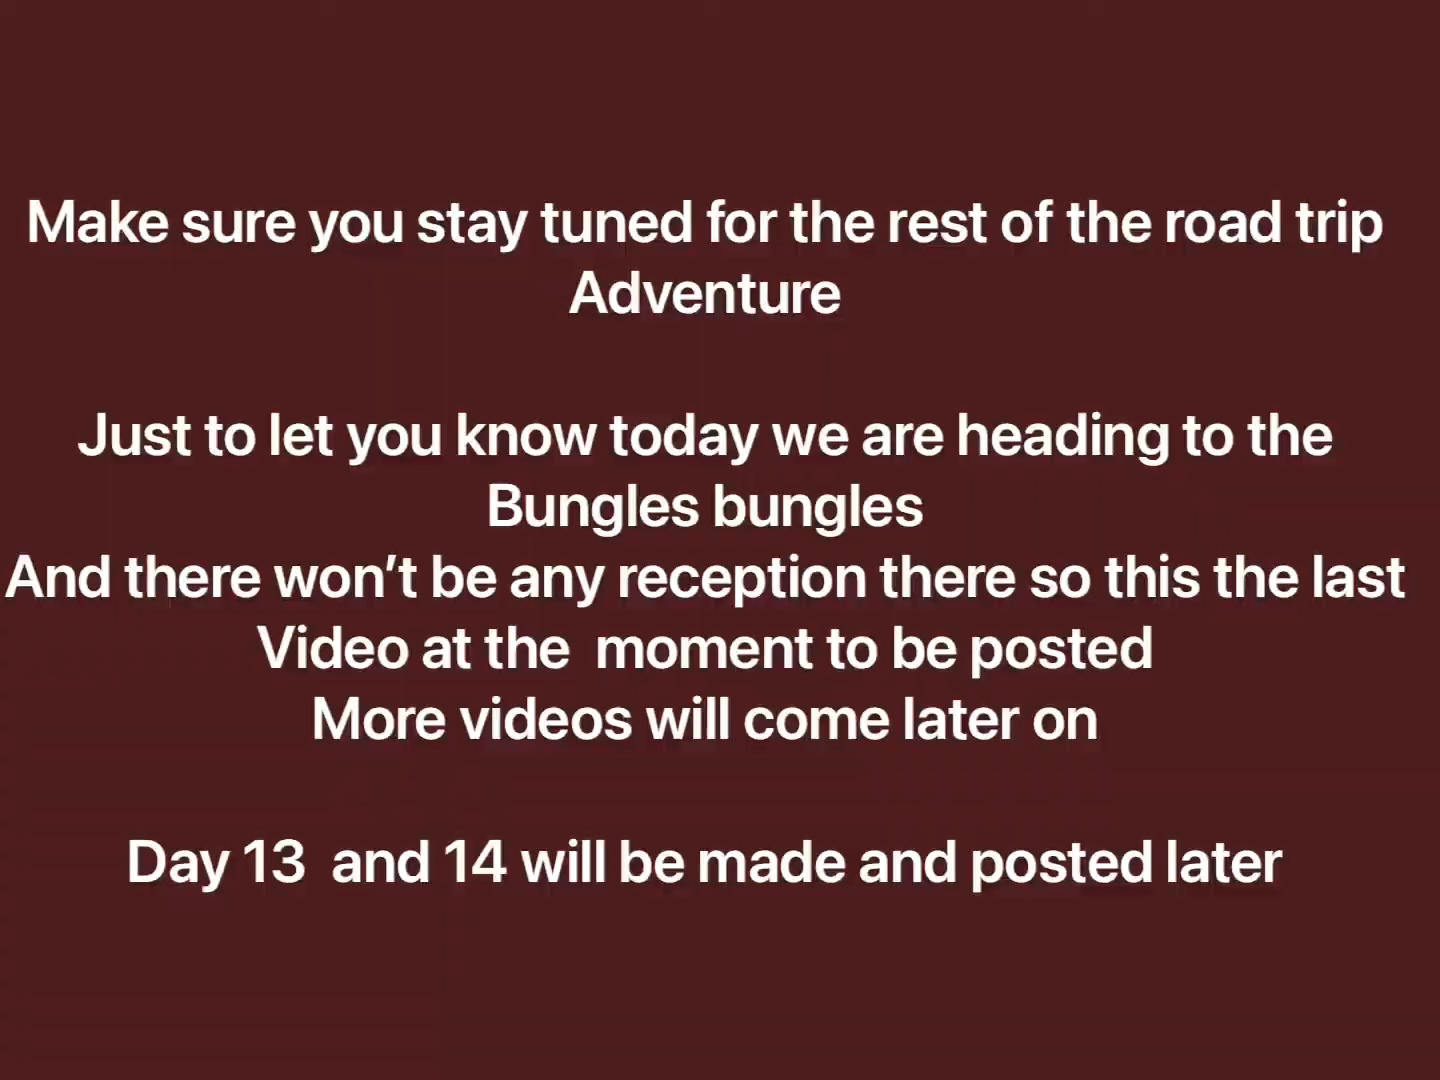 Make sure you stay tuned for the rest of the road trip
Adventure
Just to let you know today we are heading to the
Bungles bungles
And there won’t be any reception there so this the last
Video at the  moment to be posted
More videos will come later on
Day 13  and 14 will be made and posted later